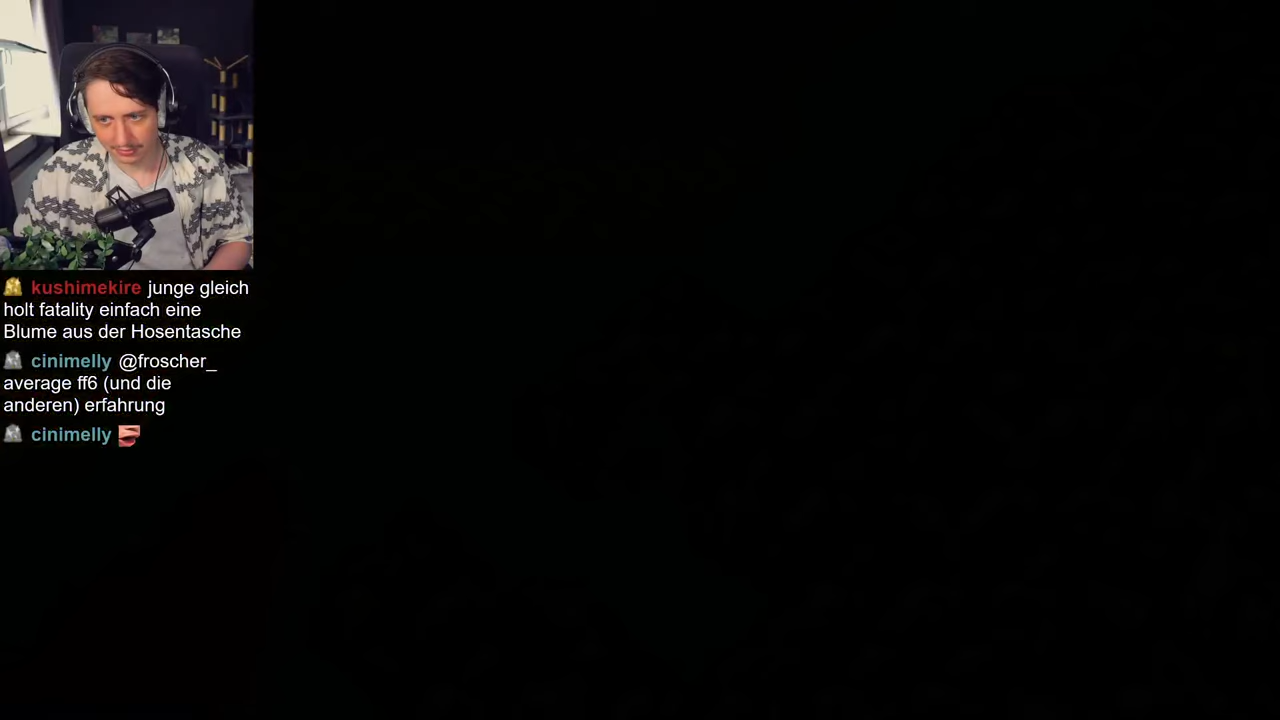 kushimekire junge gleich
holt fatality einfach eine
Blume aus der Hosentasche
cinimelly @froscher_
average ff6 (und die
anderen) erfahrung
cinimelly